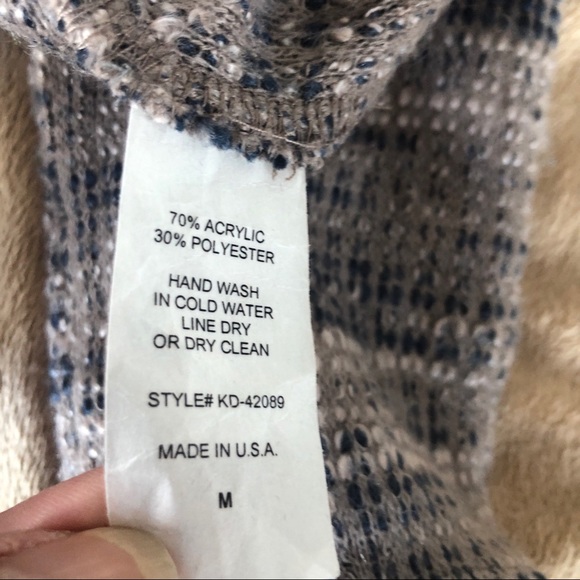 70% ACRYLIC
30% POLYESTER
HAND WASH
IN COLD WATER
LINE DRY
OR DRY CLEAN
STYLE# KD-42089
MADE IN U.S.A.
M